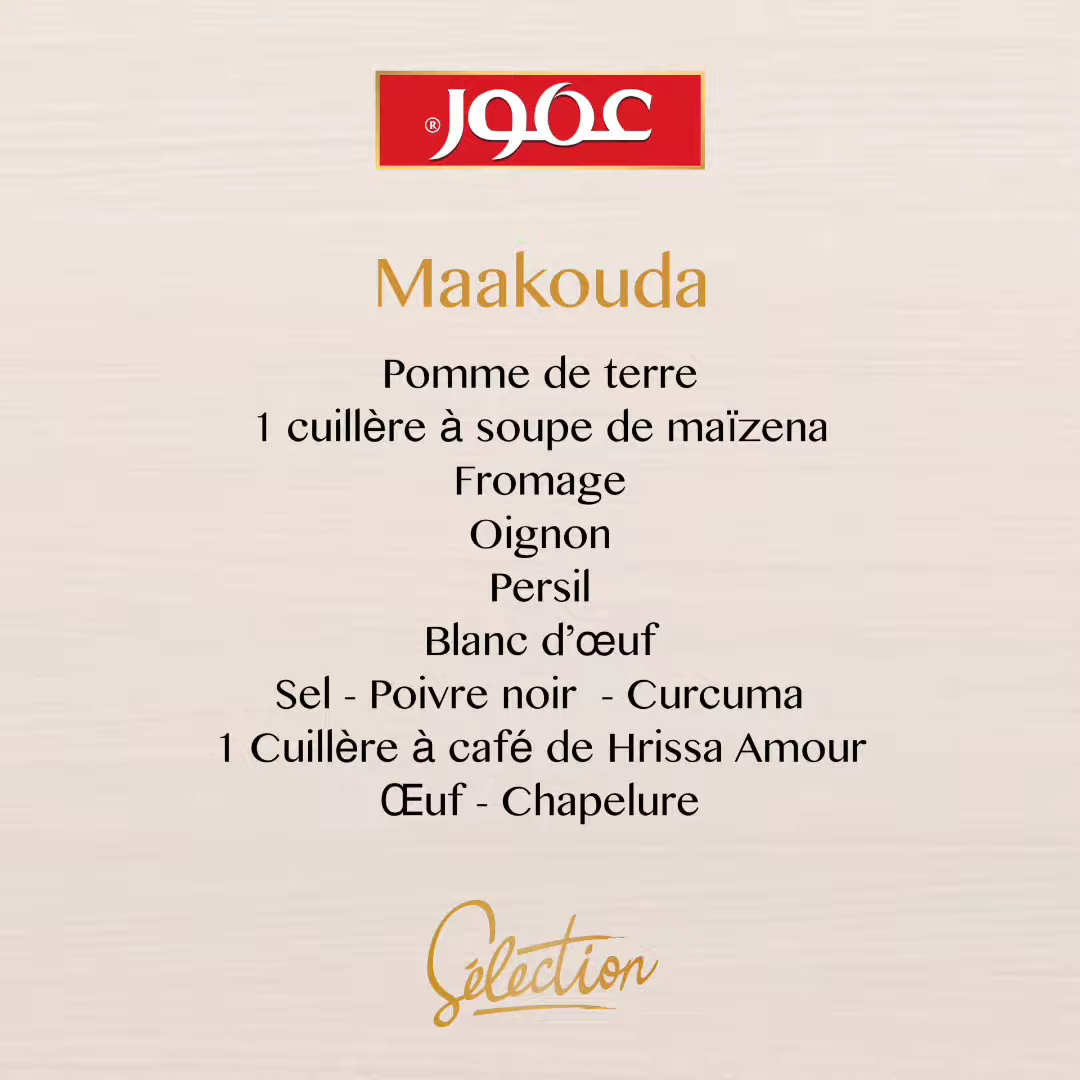 عمور®
Maakouda
Pomme de terre
1 cuillère à soupe de maïzena
Fromage
Oignon
Persil
Blanc d’œuf
Sel - Poivre noir - Curcuma
1 Cuillère à café de Hrissa Amour
Œuf - Chapelure
Sélection